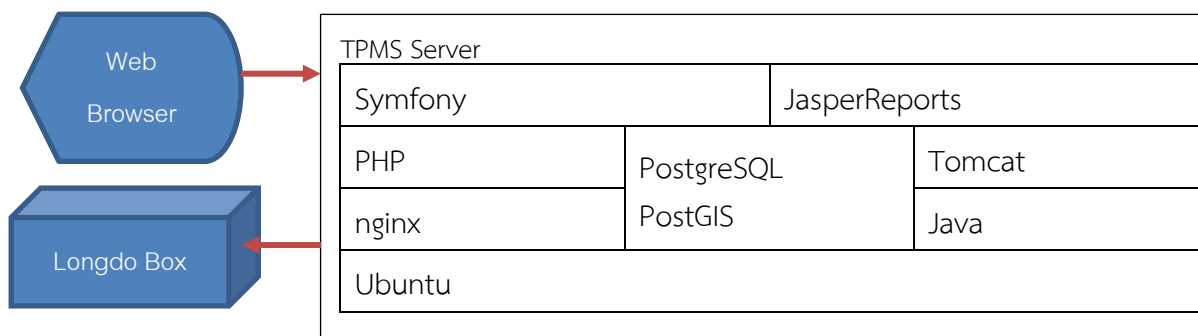 Web
Browser
Longdo Box
TPMS Server
Symfony
JasperReports
PHP
PostgreSQL
PostGIS
Tomcat
nginx
Java
Ubuntu